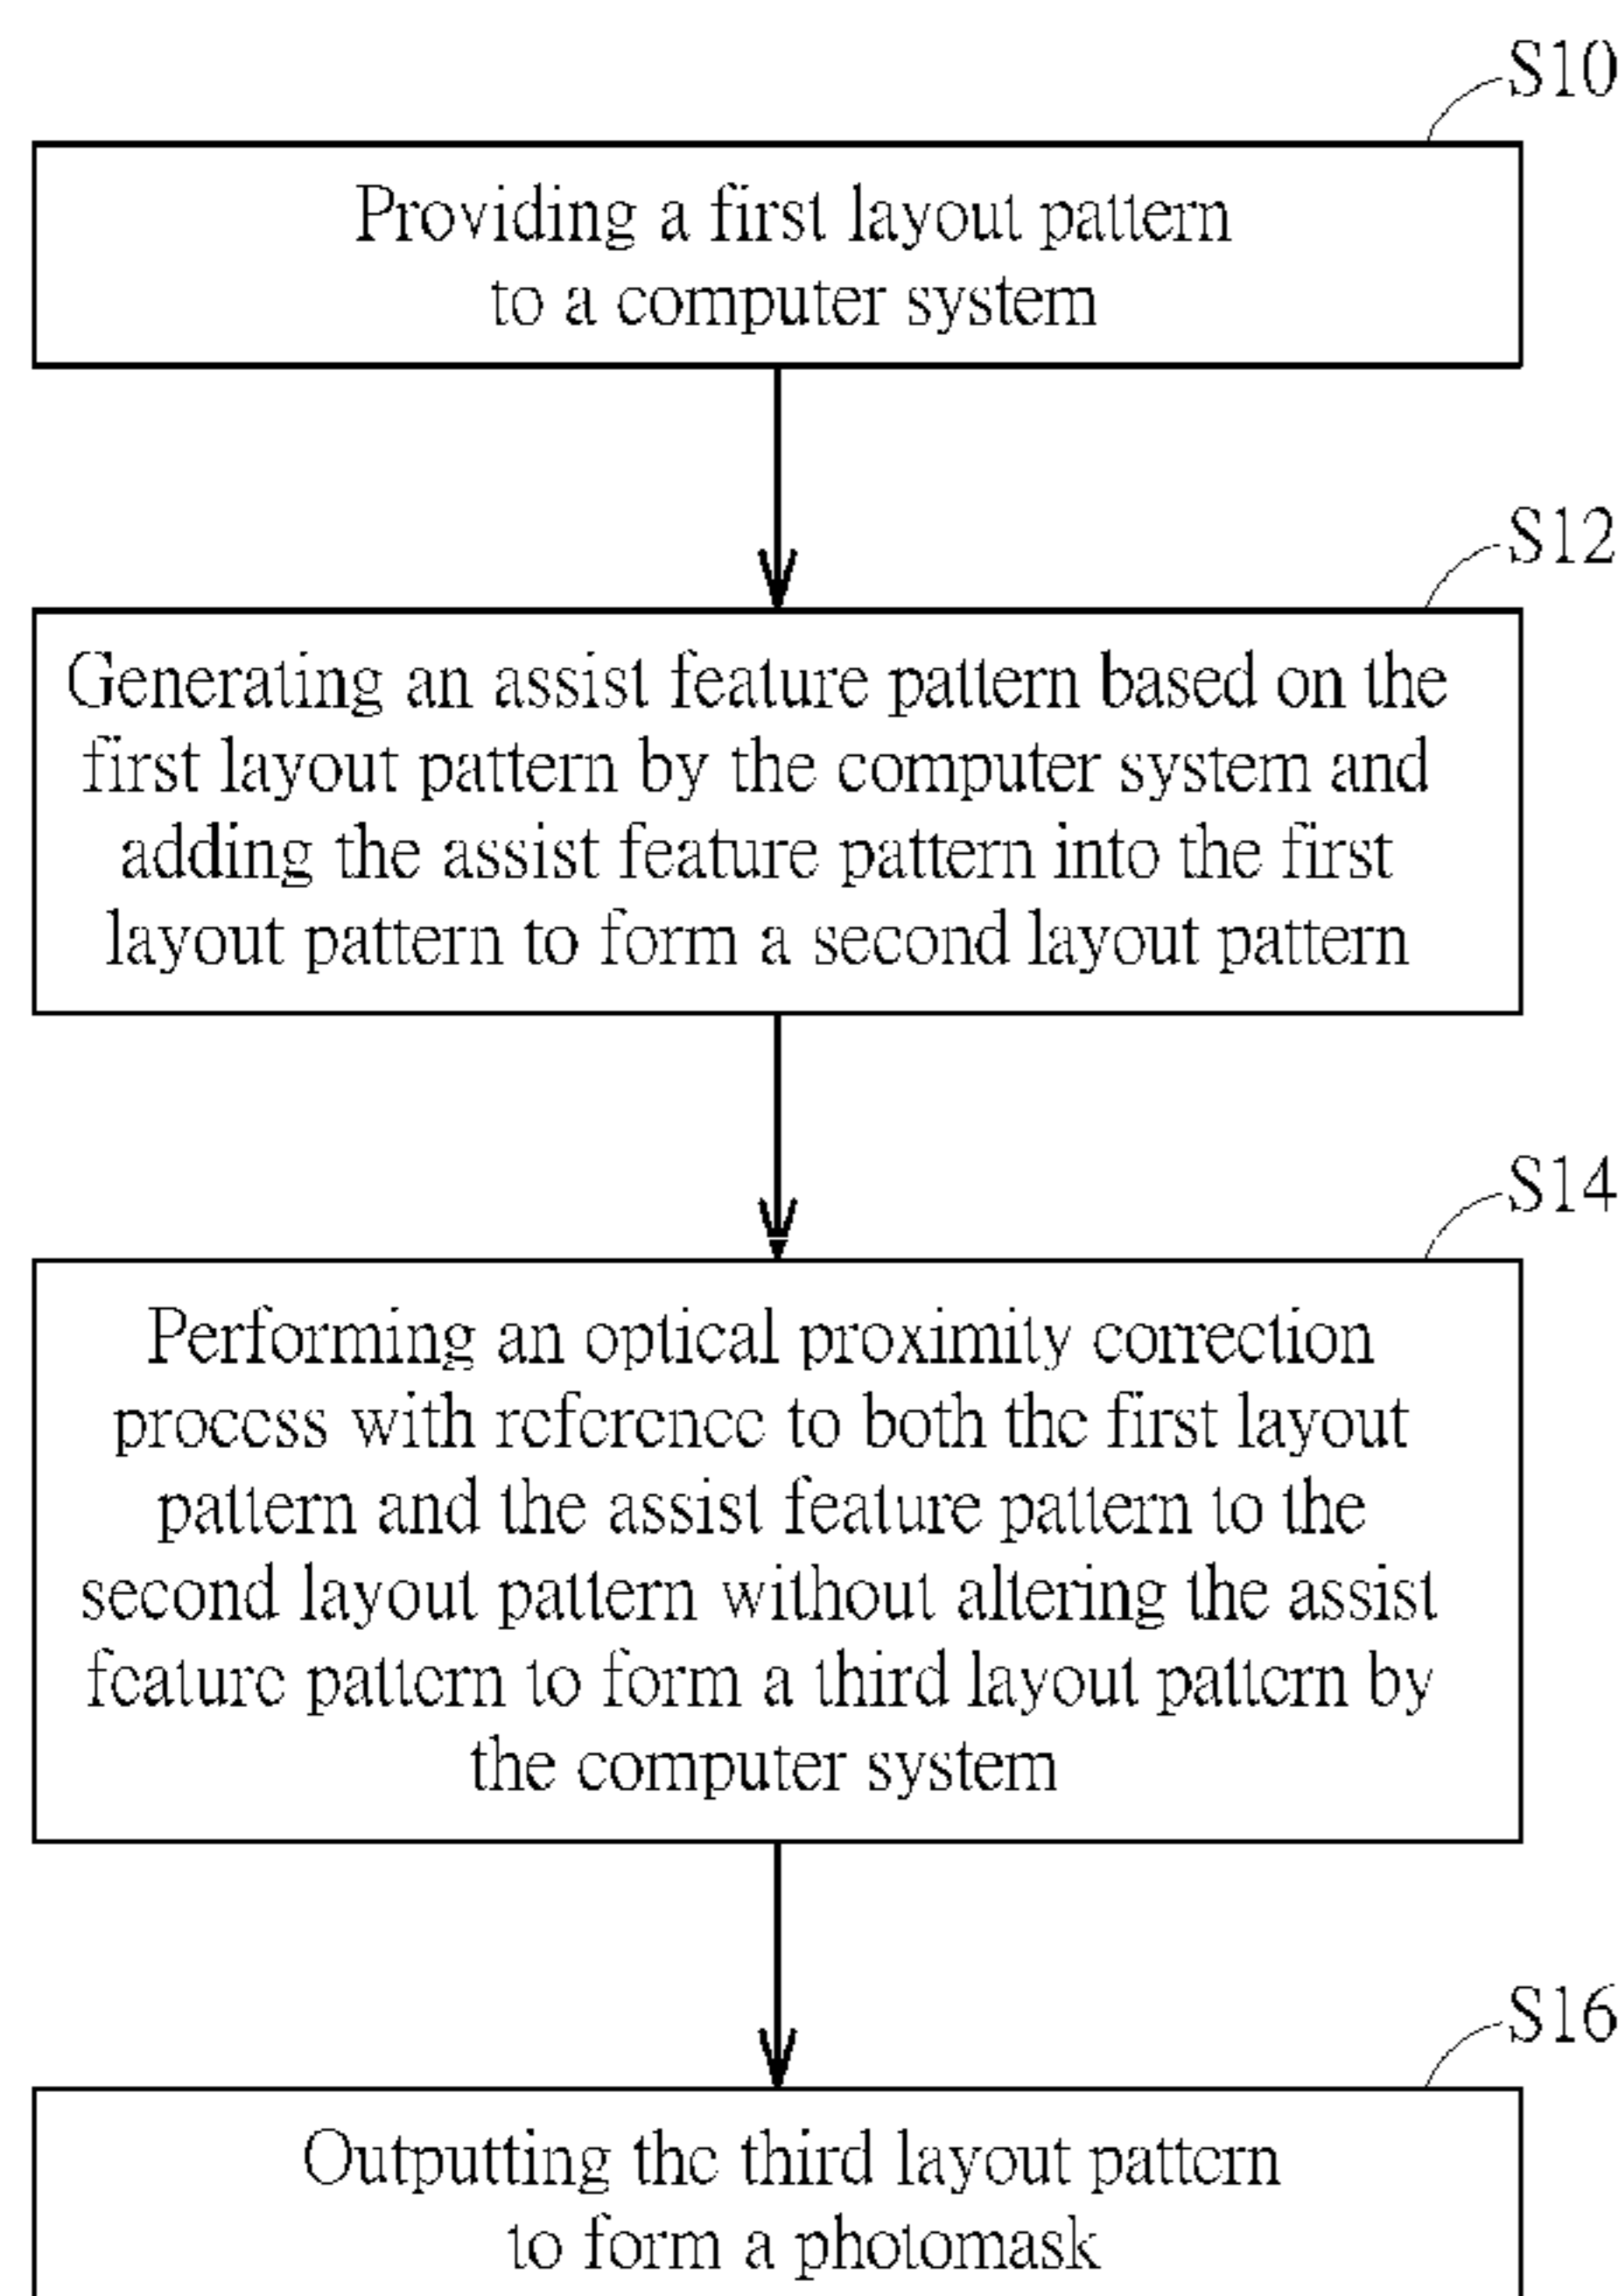 S10
Providing a first layout pattern
to a computer system
S12
Generating an assist feature pattern based on the
first layout pattern by the computer system and
adding the assist feature pattern into the first
layout pattern to form a second layout pattern
S14
Performing an optical proximity correction
process with reference to both the first layout
pattern and the assist feature pattern to the
second layout pattern without altering the assist
feature pattern to form a third layout pattern by
the computer system
S16
Outputting the third layout pattern
to form a photomask